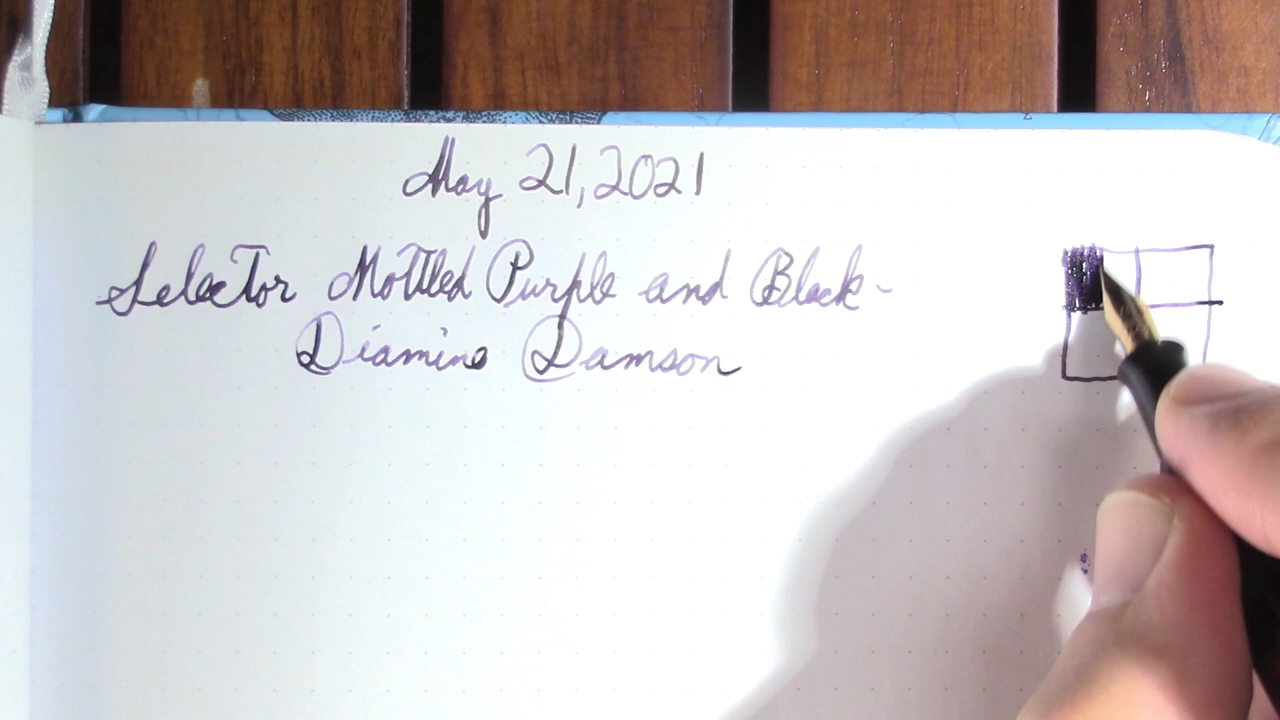 May 21, 2021
Selector Mottled Purple and Black-
Diamine Damson